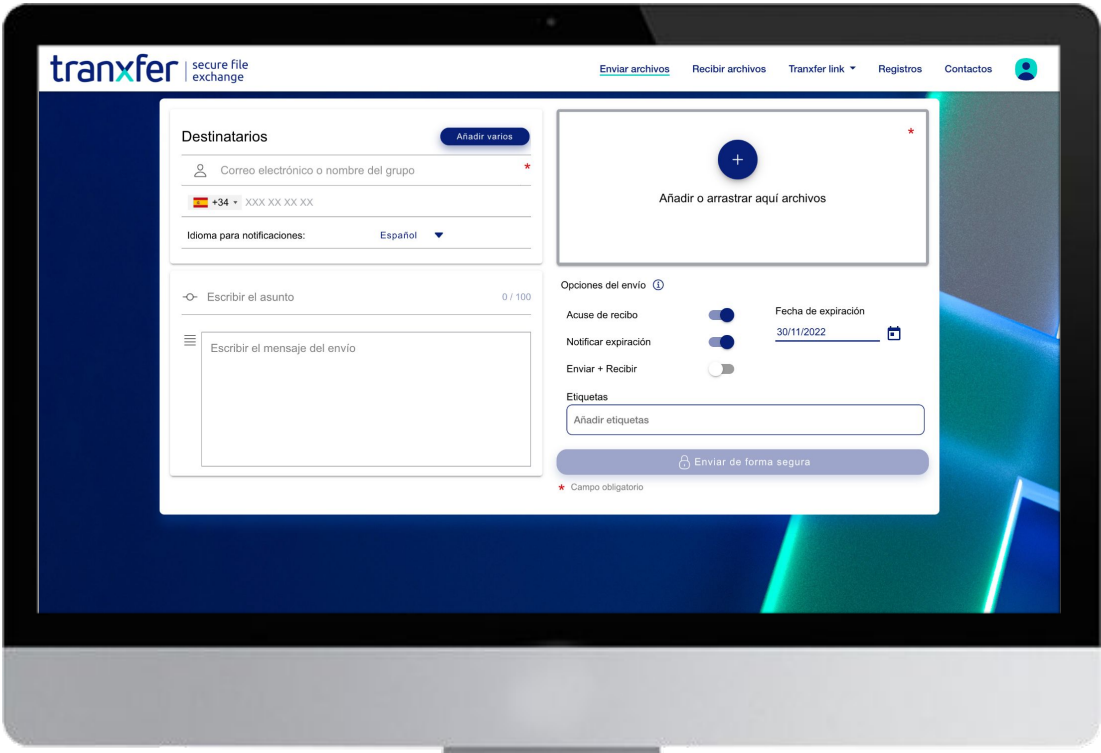 tranxfer | secure file
exchange
Enviar archivos Recibir archivos Tranxfer link Registros Contactos
Destinatarios
Añadir varios
Correo electrónico o nombre del grupo *
+34 XXX XX XX XX
Idioma para notificaciones: Español
Escribir el asunto 0 / 100
Escribir el mensaje del envío
*
+
Añadir o arrastrar aquí archivos
Opciones del envío
Acuse de recibo
Notificar expiración
Enviar + Recibir
Fecha de expiración
30/11/2022
Etiquetas
Añadir etiquetas
Enviar de forma segura
* Campo obligatorio